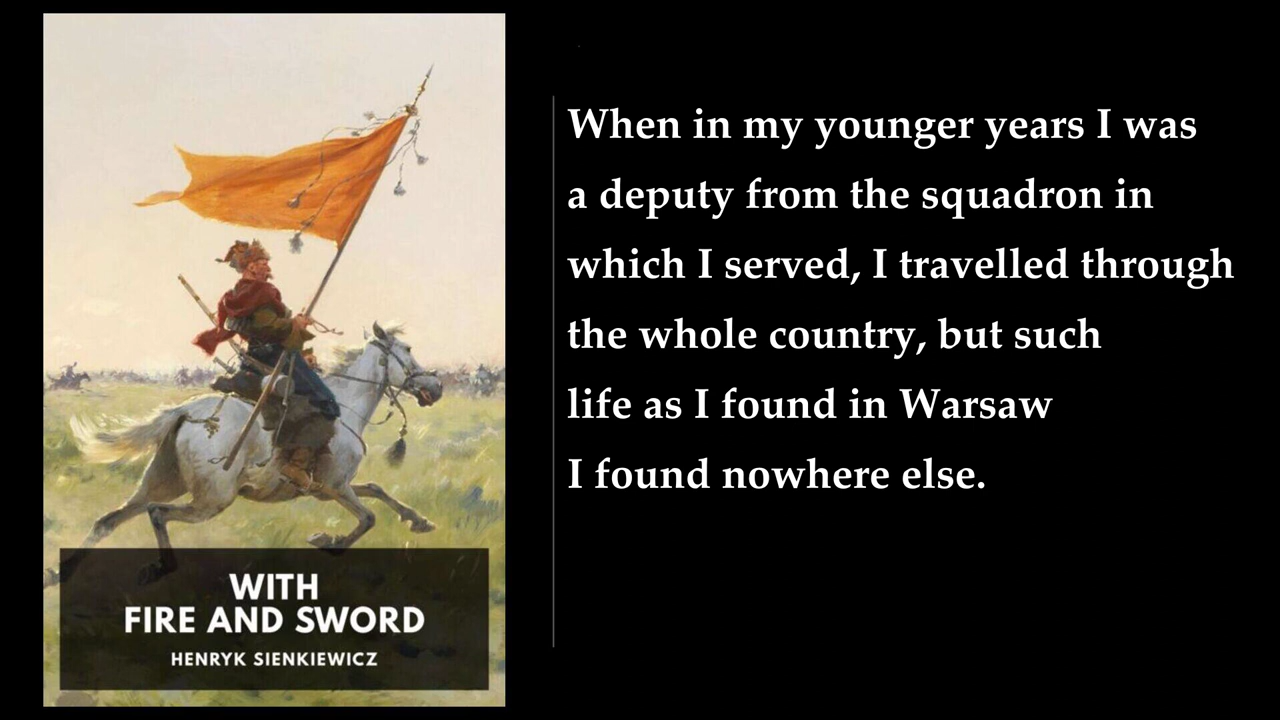 WITH
FIRE AND SWORD
HENRYK SIENKIEWICZ
When in my younger years I was
a deputy from the squadron in
which I served, I travelled through
the whole country, but such
life as I found in Warsaw
I found nowhere else.